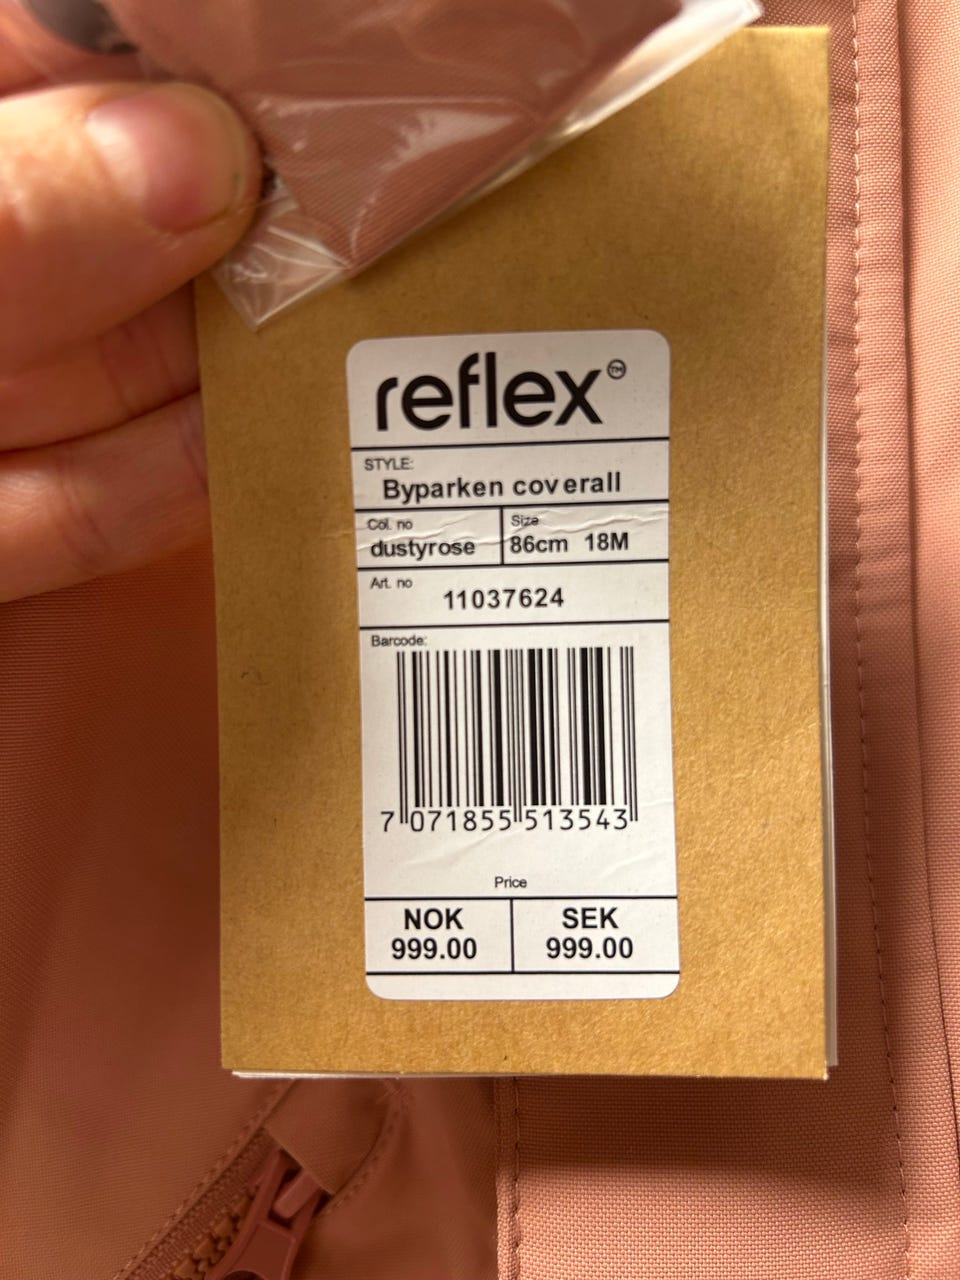 reflex™
STYLE:
Byparken coverall
Col. no
dustyrose
Size
86cm 18M
Art. no
11037624
Barcode:
7 071855 513543
Price
NOK
999.00
SEK
999.00